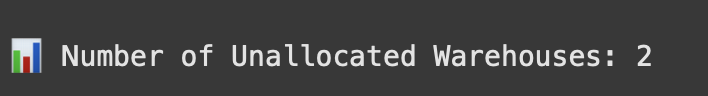 📊 Number of Unallocated Warehouses: 2